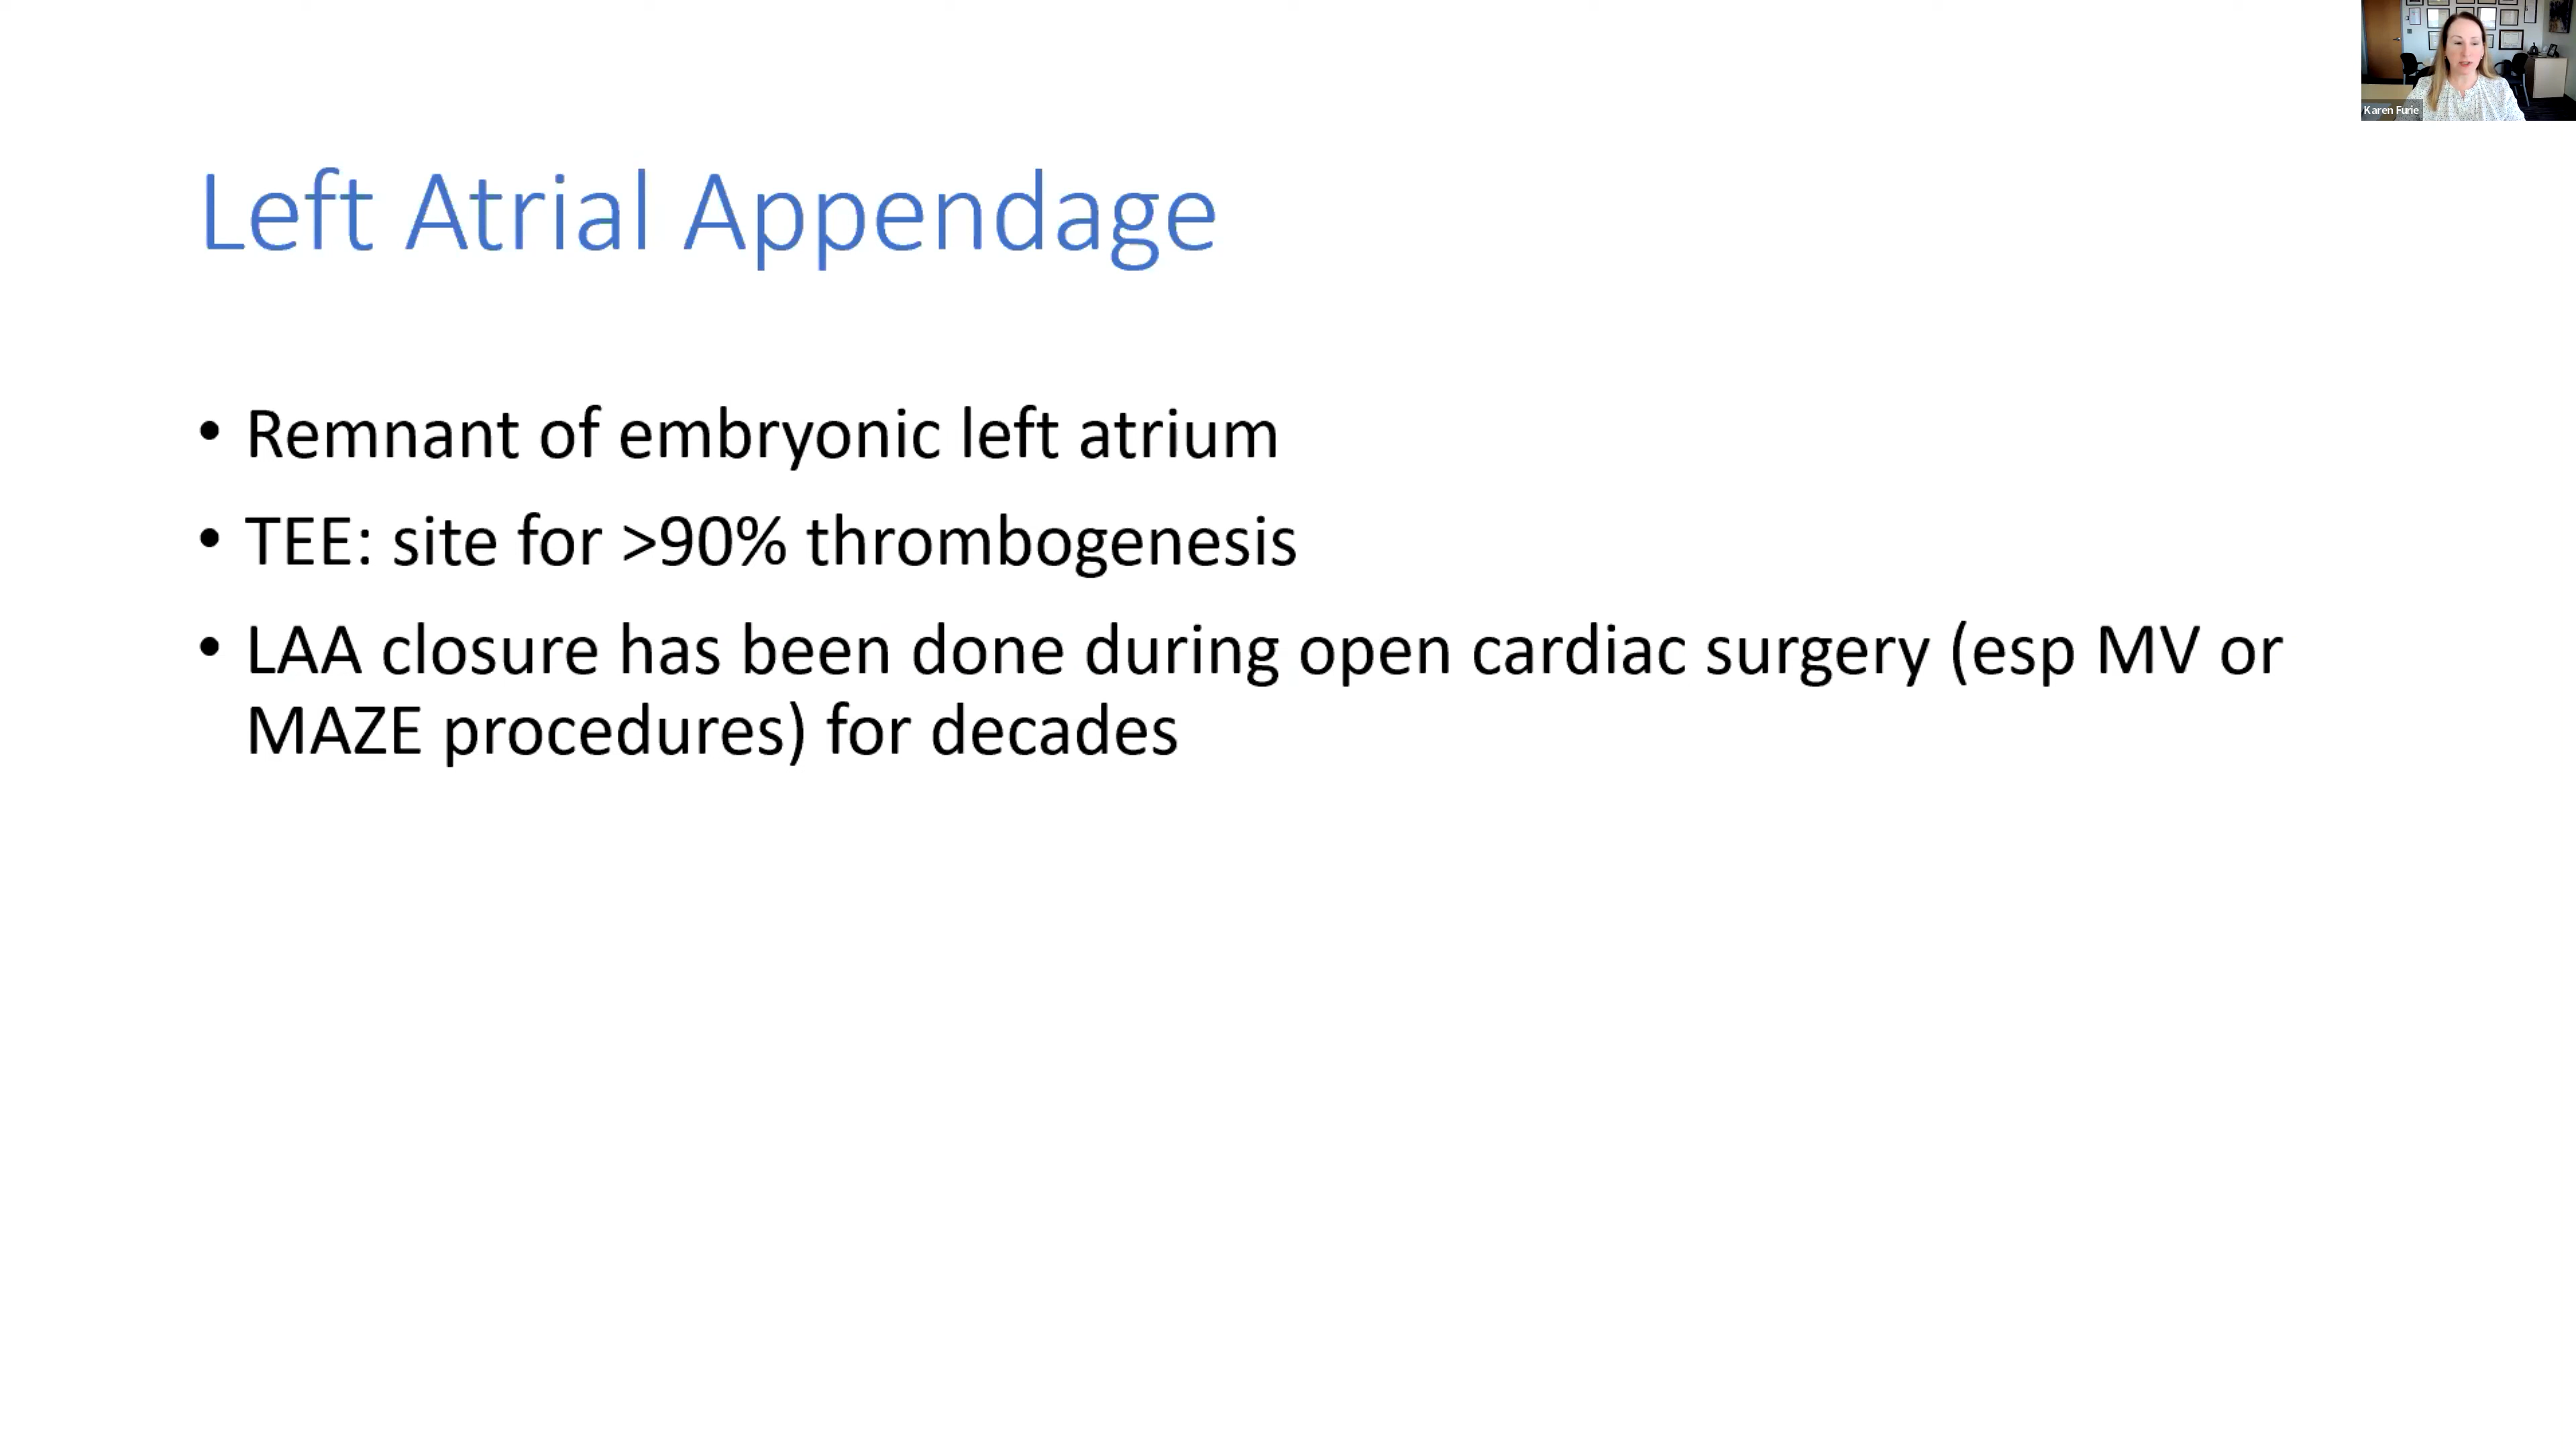 Karen Furie
Left Atrial Appendage
• Remnant of embryonic left atrium
• TEE: site for >90% thrombogenesis
• LAA closure has been done during open cardiac surgery (esp MV or
MAZE procedures) for decades